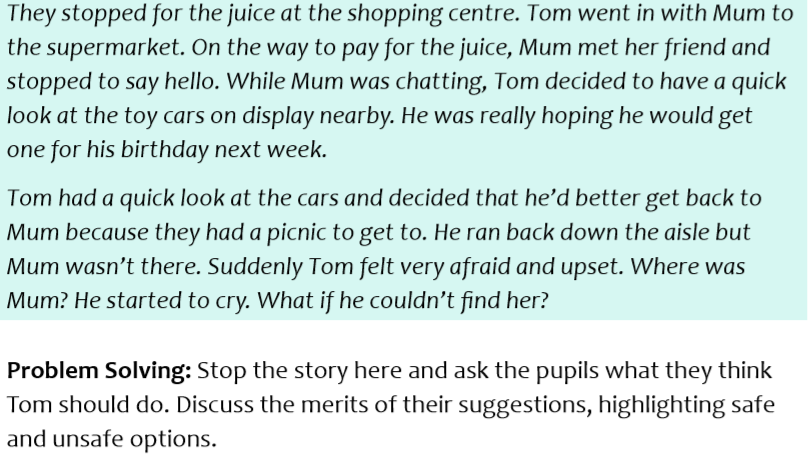 They stopped for the juice at the shopping centre. Tom went in with Mum to
the supermarket. On the way to pay for the juice, Mum met her friend and
stopped to say hello. While Mum was chatting, Tom decided to have a quick
look at the toy cars on display nearby. He was really hoping he would get
one for his birthday next week.
Tom had a quick look at the cars and decided that he’d better get back to
Mum because they had a picnic to get to. He ran back down the aisle but
Mum wasn’t there. Suddenly Tom felt very afraid and upset. Where was
Mum? He started to cry. What if he couldn’t find her?
Problem Solving: Stop the story here and ask the pupils what they think
Tom should do. Discuss the merits of their suggestions, highlighting safe
and unsafe options.